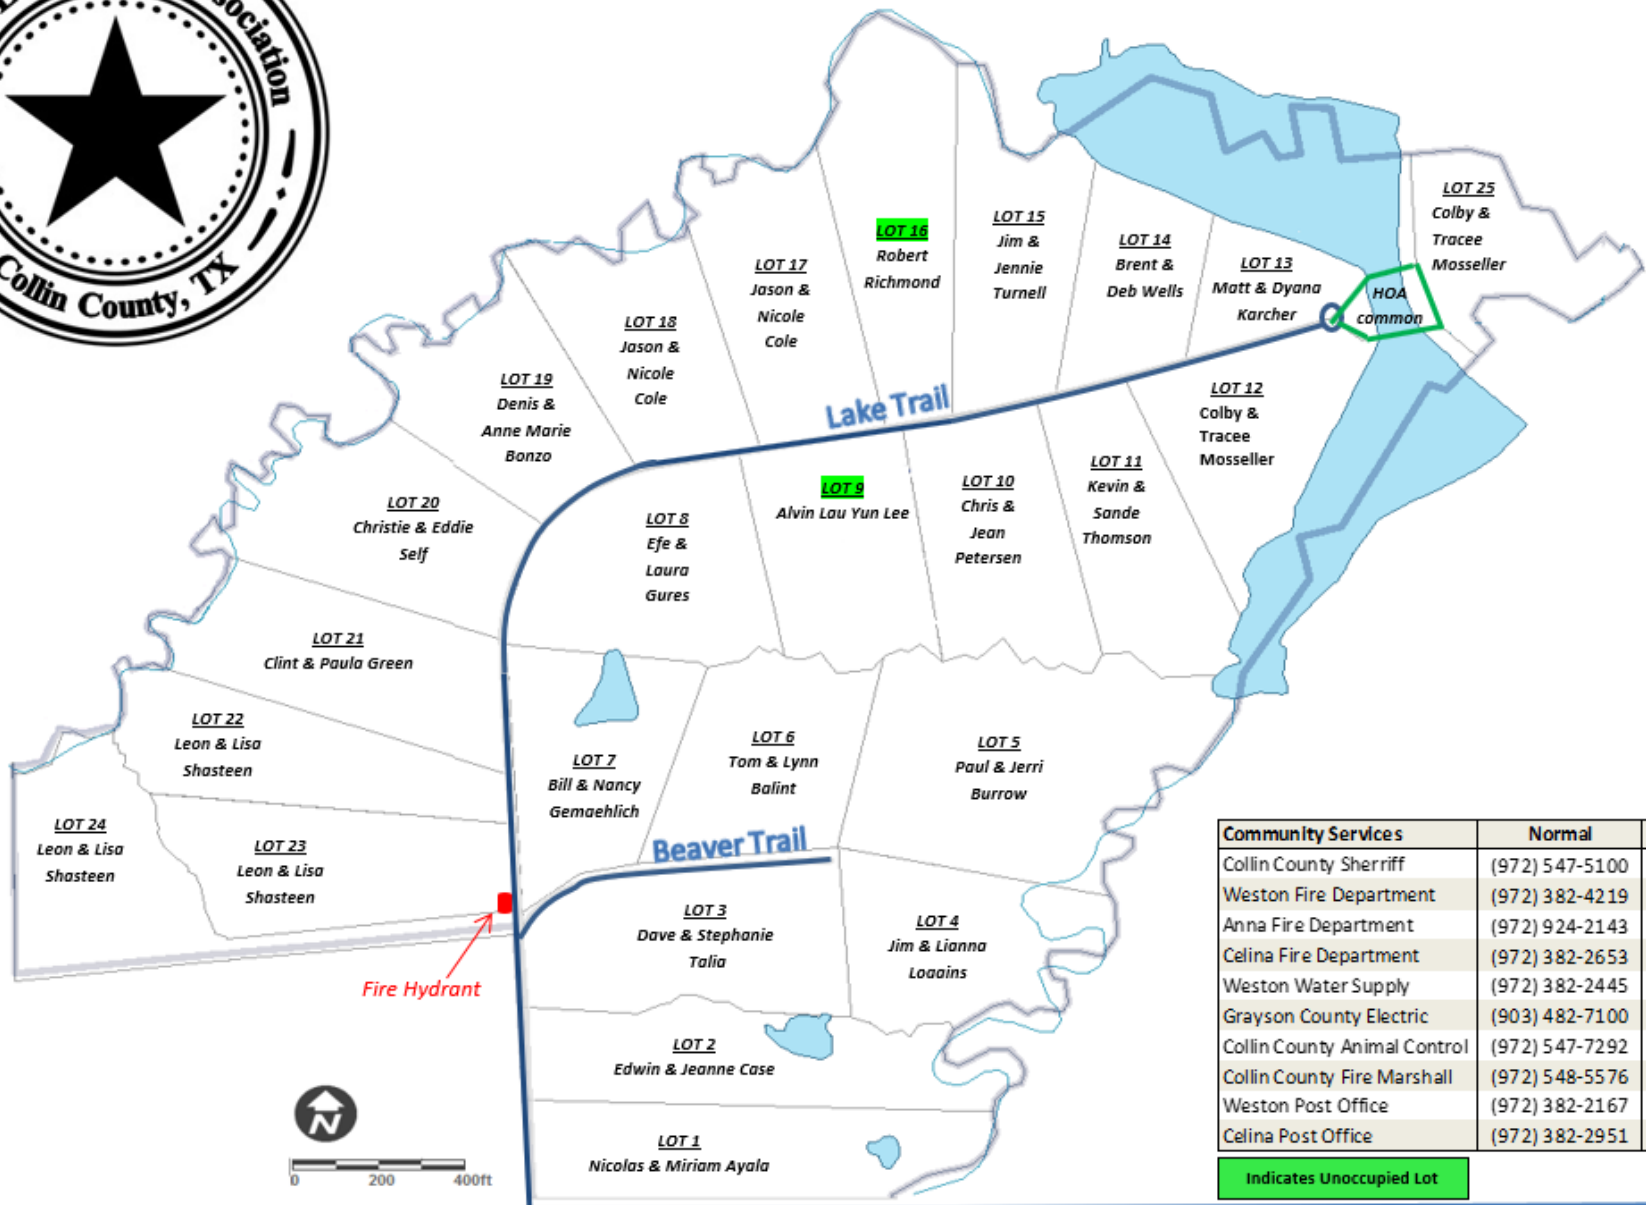 ociation
Collin County, TX
LOT 16
Robert
Richmond
LOT 15
Jim &
Jennie
Turnell
LOT 14
Brent &
Deb Wells
LOT 13
Matt & Dyana
Karcher
HOA
common
LOT 25
Colby &
Tracee
Mosseller
LOT 17
Jason &
Nicole
Cole
LOT 18
Jason &
Nicole
Cole
LOT 19
Denis &
Anne Marie
Bonzo
Lake Trail
LOT 12
Colby &
Tracee
Mosseller
LOT 20
Christie & Eddie
Self
LOT 8
Efe &
Laura
Gures
LOT 9
Alvin Lau Yun Lee
LOT 10
Chris &
Jean
Petersen
LOT 11
Kevin &
Sande
Thomson
LOT 21
Clint & Paula Green
LOT 22
Leon & Lisa
Shasteen
LOT 7
Bill & Nancy
Gemaehlich
LOT 6
Tom & Lynn
Balint
LOT 5
Paul & Jerri
Burrow
LOT 24
Leon & Lisa
Shasteen
LOT 23
Leon & Lisa
Shasteen
Beaver Trail
Fire Hydrant
LOT 3
Dave & Stephanie
Talia
LOT 4
Jim & Lianna
Loggins
LOT 2
Edwin & Jeanne Case
LOT 1
Nicolas & Miriam Ayala
N
0 200 400ft
Community Services Normal
Collin County Sherriff (972) 547-5100
Weston Fire Department (972) 382-4219
Anna Fire Department (972) 924-2143
Celina Fire Department (972) 382-2653
Weston Water Supply (972) 382-2445
Grayson County Electric (903) 482-7100
Collin County Animal Control (972) 547-7292
Collin County Fire Marshall (972) 548-5576
Weston Post Office (972) 382-2167
Celina Post Office (972) 382-2951
Indicates Unoccupied Lot